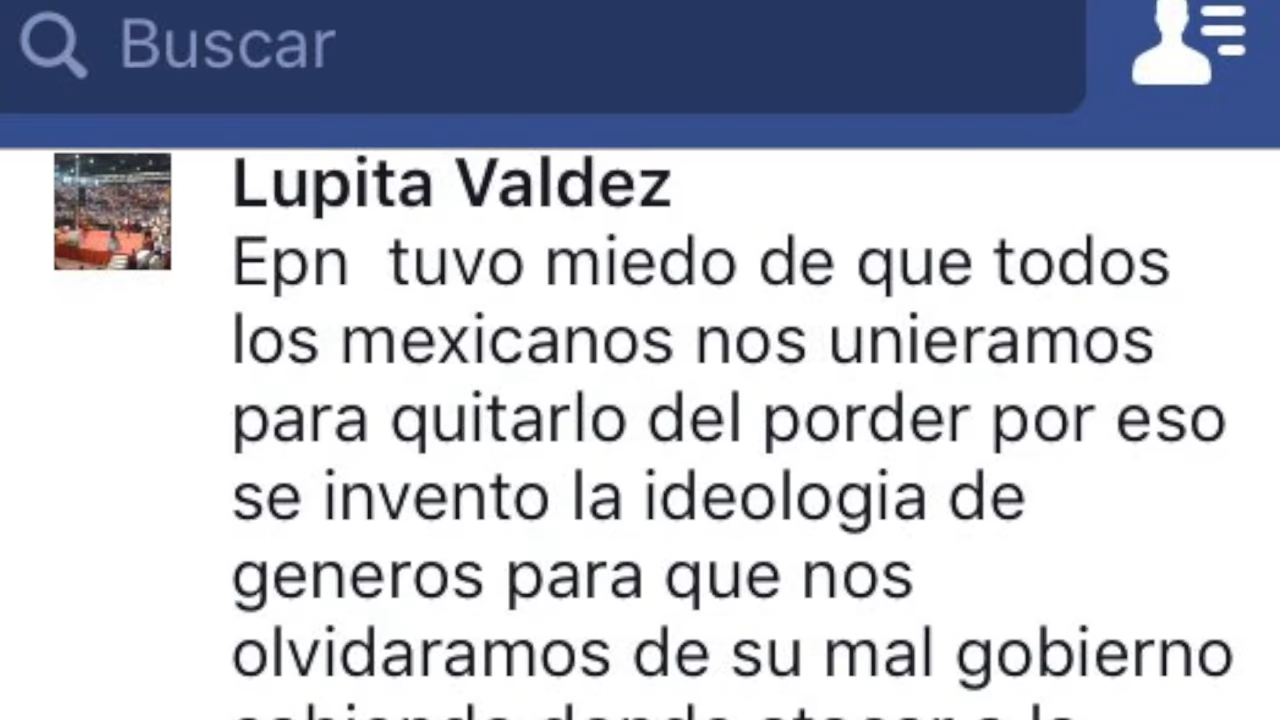 Buscar
Lupita Valdez
Epn tuvo miedo de que todos
los mexicanos nos unieramos
para quitarlo del porder por eso
se invento la ideologia de
generos para que nos
olvidaramos de su mal gobierno